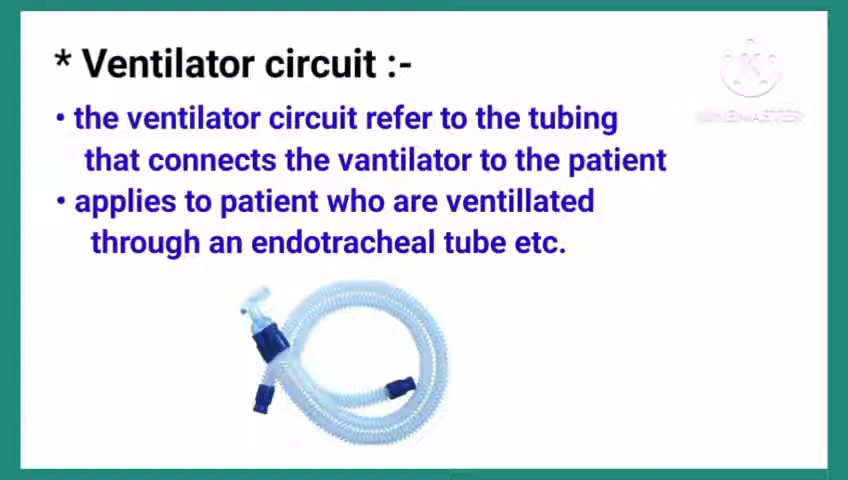 * Ventilator circuit :-
• the ventilator circuit refer to the tubing
that connects the vantilator to the patient
• applies to patient who are ventillated
through an endotracheal tube etc.
K
KINEMASTER